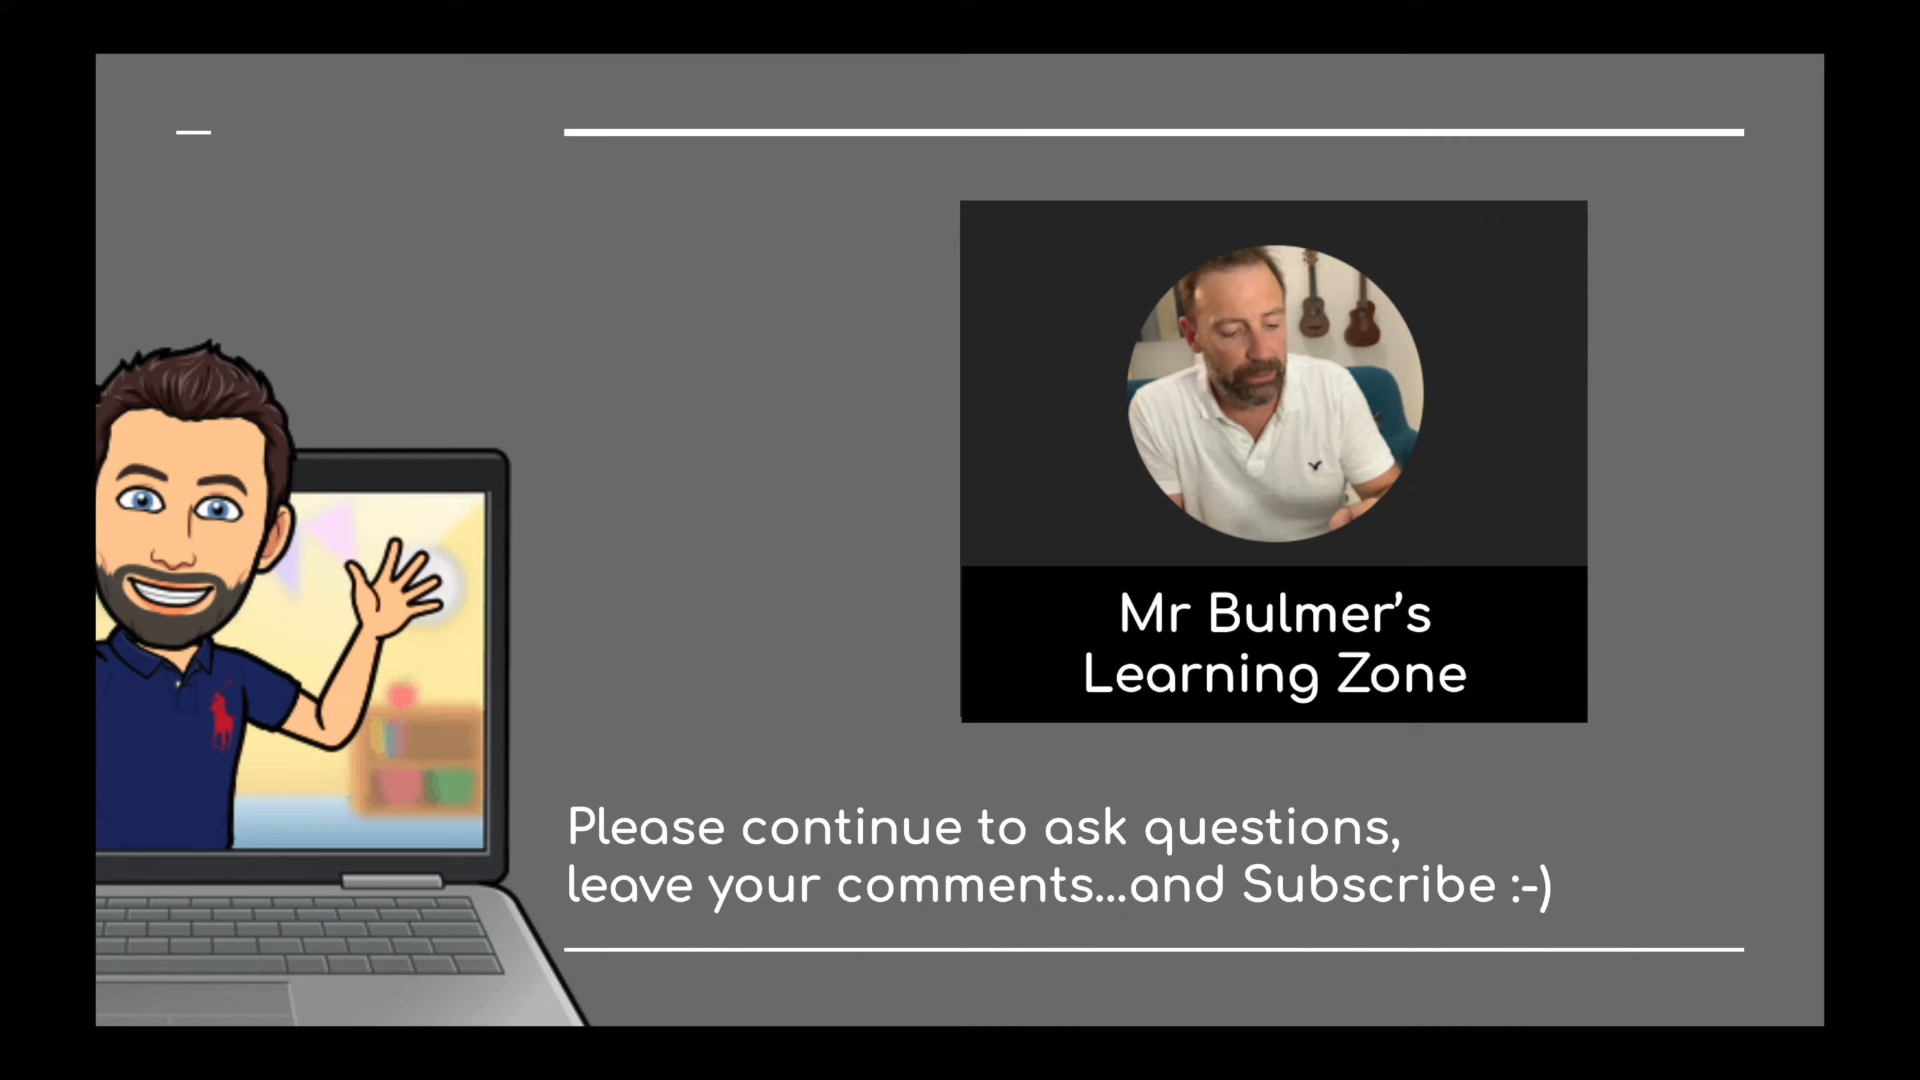 Mr Bulmer’s
Learning Zone
Please continue to ask questions,
leave your comments...and Subscribe :-)